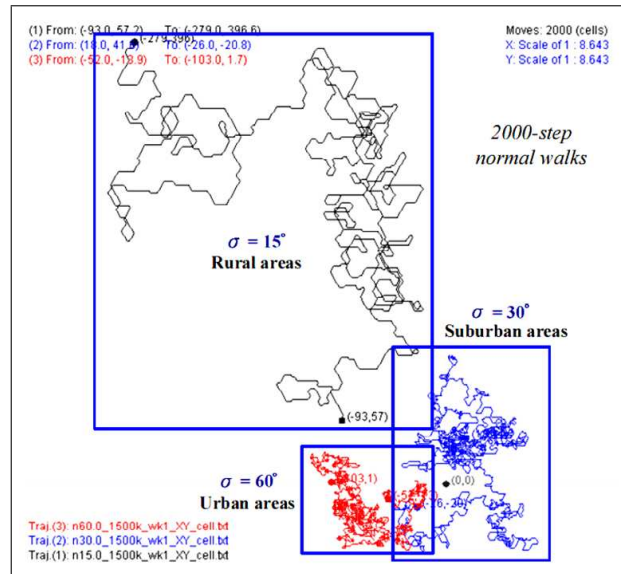 (1) From: (-93.0, 57.2) To: (-279.0, 396.6)
(2) From: (18.0, 41. To: (-26.0, -20.8)
(3) From: (-52.0, -13.9) To: (-103.0, 1.7)
(-279,396)
Moves: 2000 (cells)
X: Scale of 1 : 8.643
Y: Scale of 1 : 8.643
2000-step
normal walks
σ = 15°
Rural areas
σ = 30°
Suburban areas
(-93,57)
σ = 60°
Urban areas
103,1)
(0,0)
Traj.(3): n60.0_1500k_wk1_XY_cell.txt
Traj.(2): n30.0_1500k_wk1_XY_cell.txt
Traj.(1): n15.0_1500k_wk1_XY_cell.txt